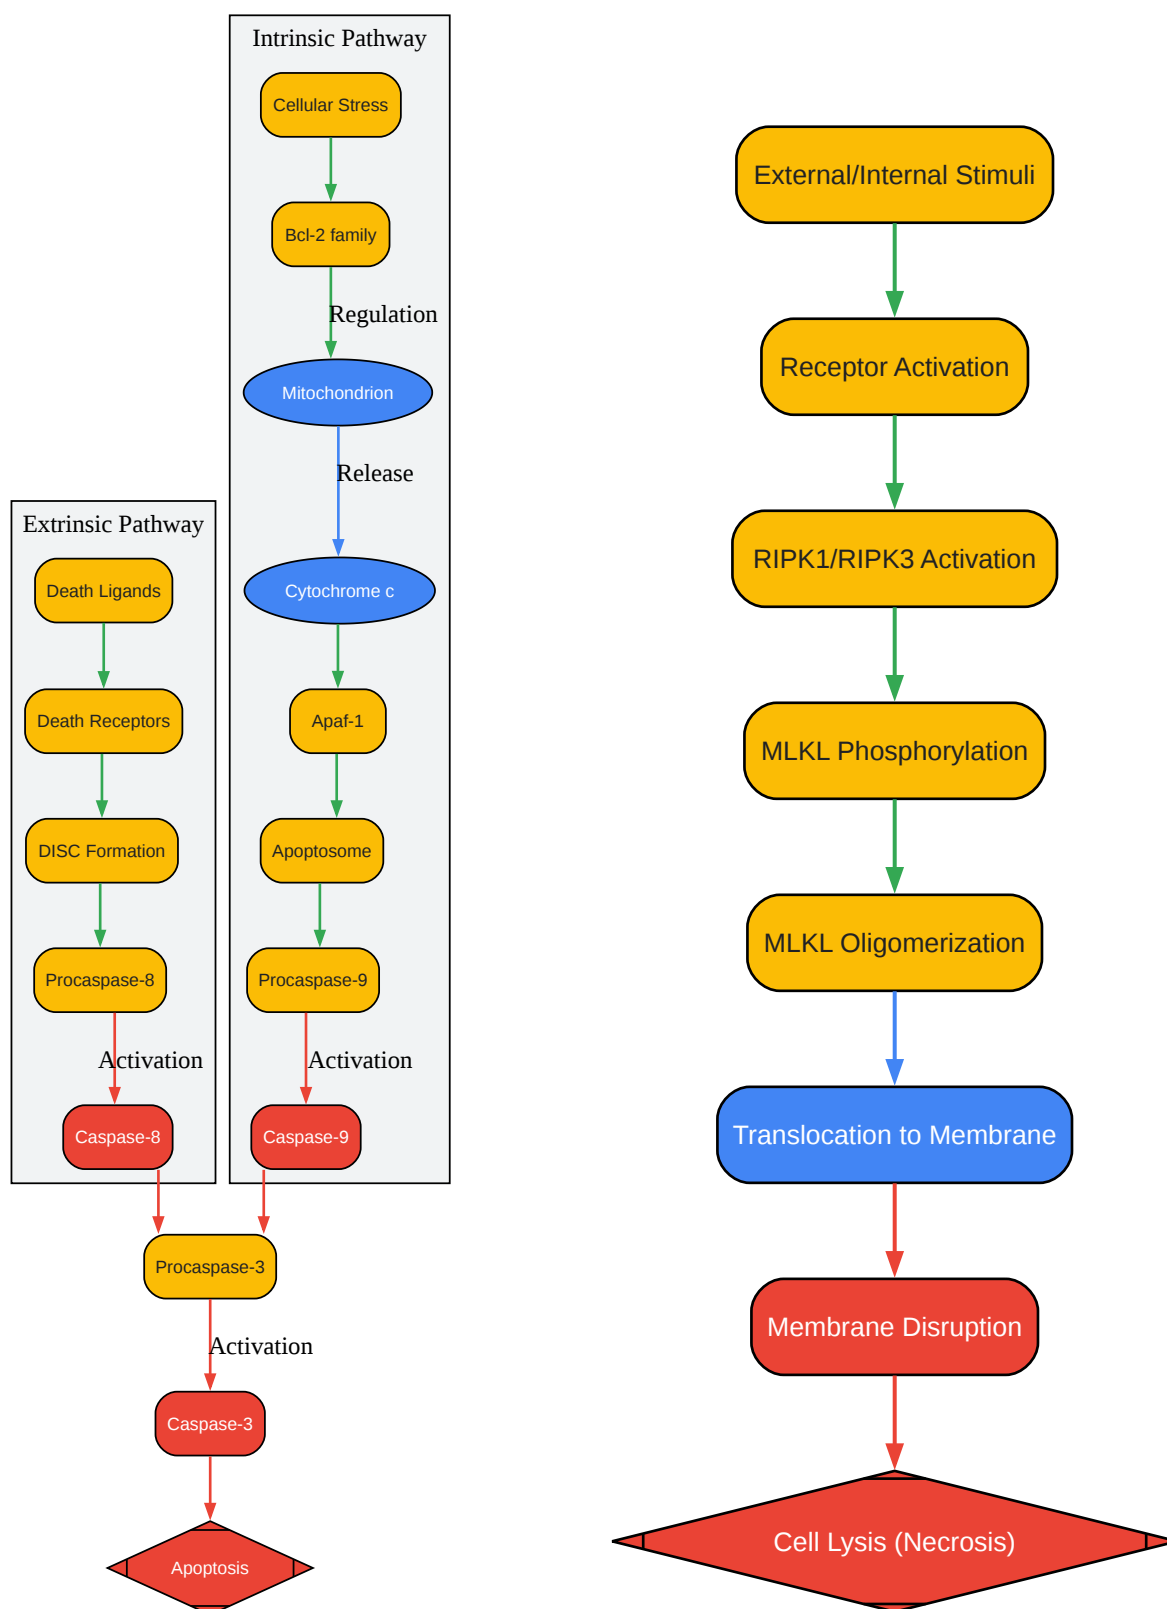 Intrinsic Pathway
Cellular Stress
Bcl-2 family
Regulation
Mitochondrion
Release
Cytochrome c
Apaf-1
Apoptosome
Procaspase-9
Activation
Caspase-9
Extrinsic Pathway
Death Ligands
Death Receptors
DISC Formation
Procaspase-8
Activation
Caspase-8
Procaspase-3
Activation
Caspase-3
Apoptosis
External/Internal Stimuli
Receptor Activation
RIPK1/RIPK3 Activation
MLKL Phosphorylation
MLKL Oligomerization
Translocation to Membrane
Membrane Disruption
Cell Lysis (Necrosis)